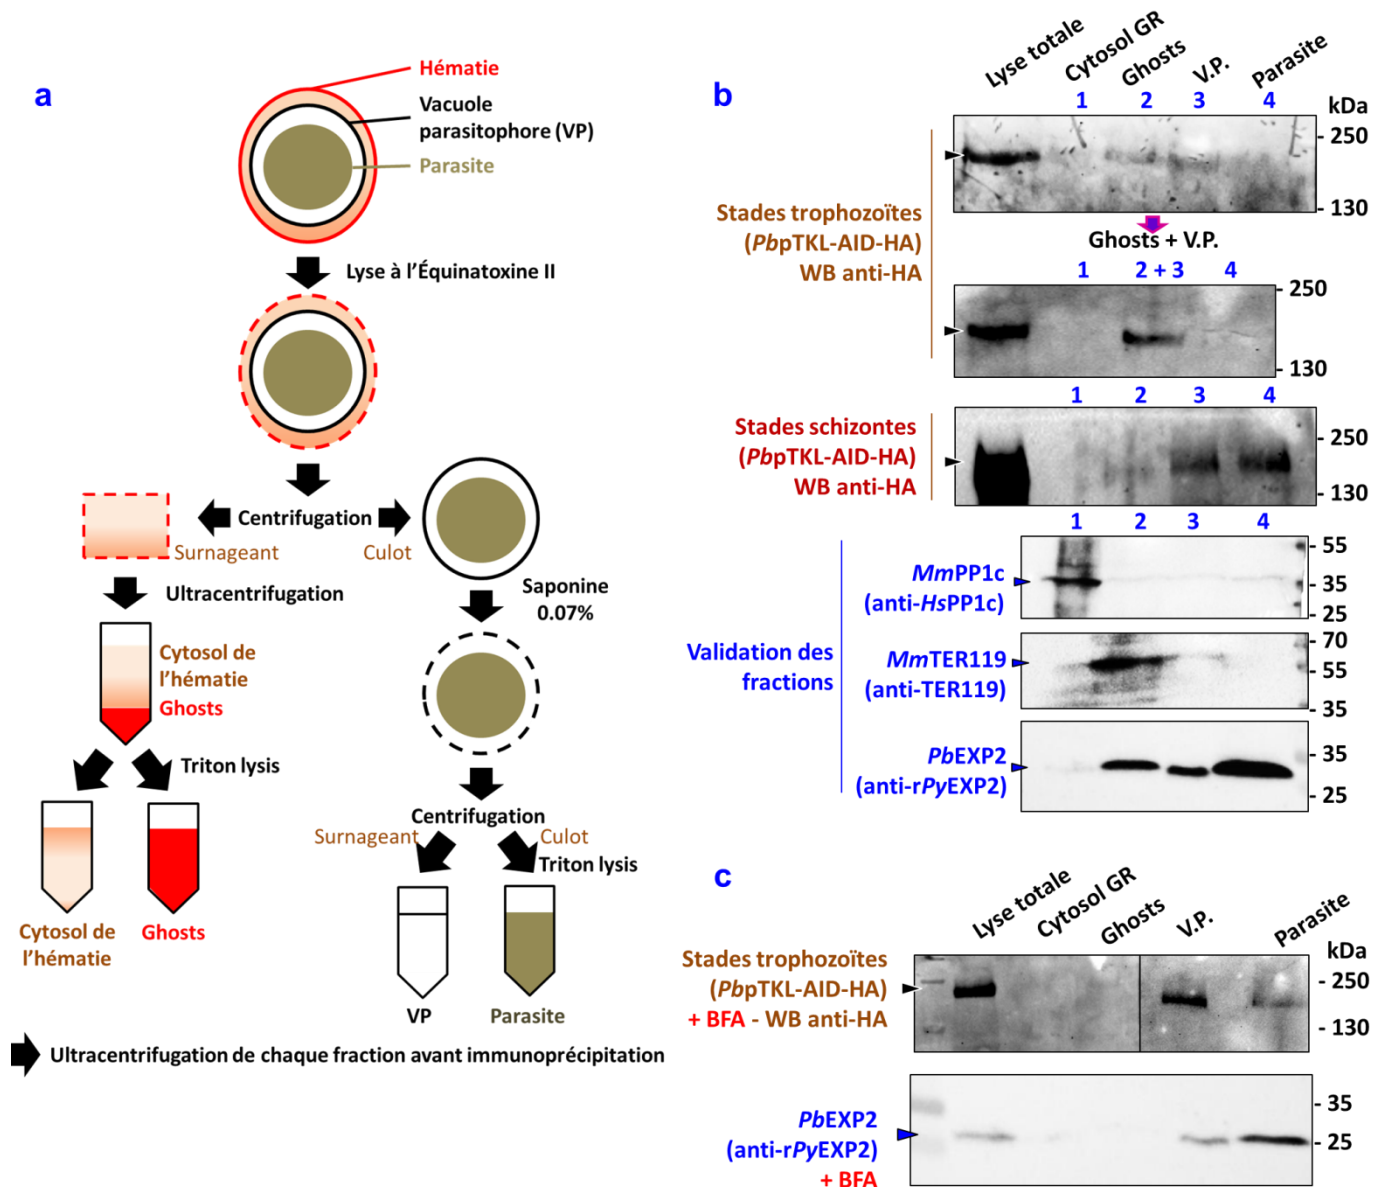 a
Hématie
Vacuole
parasitophore (VP)
Parasite
Lyse à l'Équinatoxine II
Centrifugation
Surnageant
Culot
Ultracentrifugation
Saponine
0.07%
Cytosol de
l'hématie
Ghosts
Triton lysis
Centrifugation
Surnageant
Culot
Triton lysis
Cytosol de
l'hématie
Ghosts
VP
Parasite
Ultracentrifugation de chaque fraction avant immunoprécipitation
b
Lyse totale Cytosol GR Ghosts V.P. Parasite
1 2 3 4 kDa
- 250
- 130
Stades trophozoïtes
(PbpTKL-AID-HA)
WB anti-HA
Ghosts + V.P.
1 2 + 3 4
- 250
- 130
1 2 3 4
Stades schizontes
(PbpTKL-AID-HA)
WB anti-HA
- 250
- 130
1 2 3 4
Validation des
fractions
MmPP1c
(anti-HsPP1c)
- 55
- 35
- 25
MmTER119
(anti-TER119)
- 70
- 55
- 35
PbEXP2
(anti-rPyEXP2)
- 35
- 25
c
Lyse totale Cytosol GR Ghosts V.P. Parasite
kDa
Stades trophozoïtes
(PbpTKL-AID-HA)
+ BFA - WB anti-HA
- 250
- 130
PbEXP2
(anti-rPyEXP2)
+ BFA
- 35
- 25